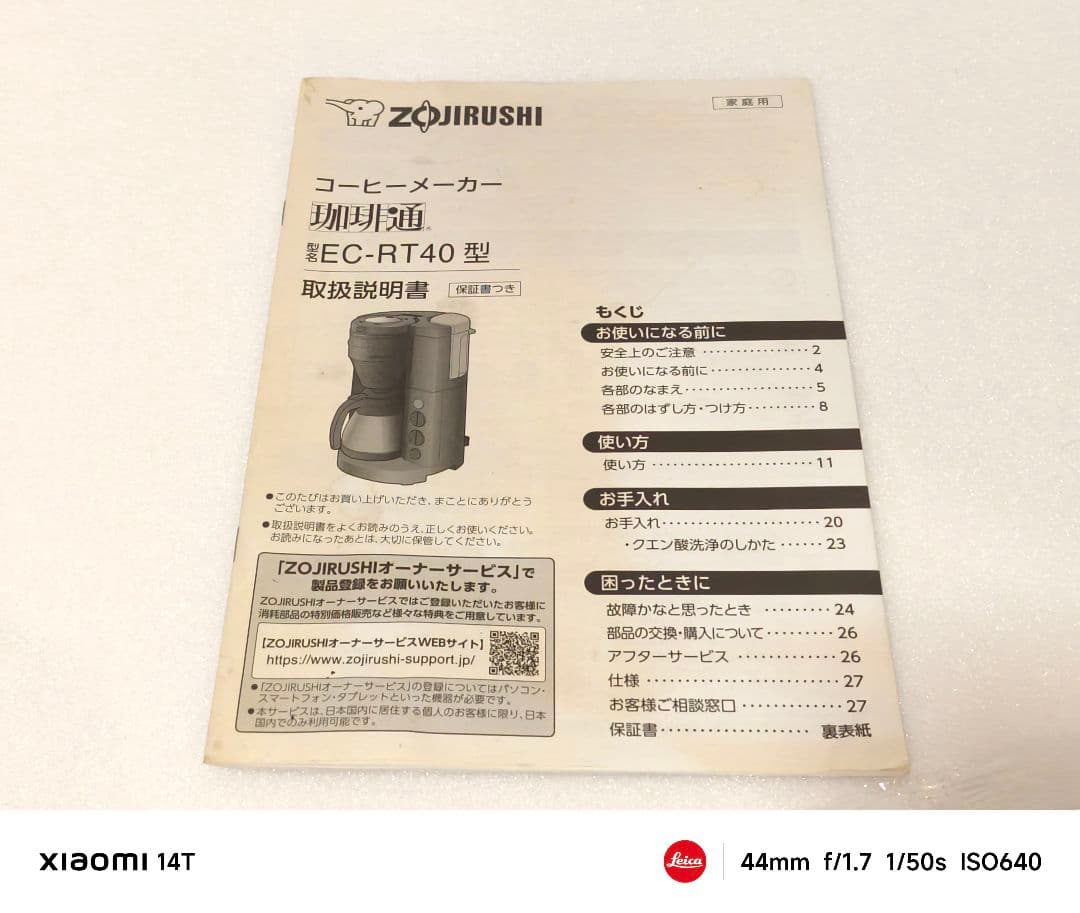 ZOJIRUSHI
家庭用
コーヒーメーカー
珈琲通®
型名 EC-RT40 型
取扱説明書 保証書つき
●このたびはお買い上げいただき、まことにありがとう
ございます。
●取扱説明書をよくお読みのうえ、正しくお使いください。
お読みになったあとは、大切に保管してください。
「ZOJIRUSHIオーナーサービス」で
製品登録をお願いいたします。
ZOJIRUSHIオーナーサービスではご登録いただいたお客様に
消耗部品の特別価格販売など様々な特典をご用意しています。
【ZOJIRUSHIオーナーサービスWEBサイト】
https://www.zojirushi-support.jp/
●「ZOJIRUSHIオーナーサービス」の登録についてはパソコン・
スマートフォン・タブレットといった機器が必要です。
●本サービスは、日本国内に居住する個人のお客様に限り、日本
国内でのみ利用可能です。
もくじ
お使いになる前に
安全上のご注意 ················ 2
お使いになる前に ··············· 4
各部のなまえ ··················· 5
各部のはずし方・つけ方 ·········· 8
使い方
使い方 ························ 11
お手入れ
お手入れ ······················· 20
・クエン酸洗浄のしかた ······ 23
困ったときに
故障かなと思ったとき ········· 24
部品の交換・購入について ········· 26
アフターサービス ············· 26
仕様 ·························· 27
お客様ご相談窓口 ············· 27
保証書 ···················· 裏表紙
XIAOMI 14T
Leica
44mm f/1.7 1/50s ISO640